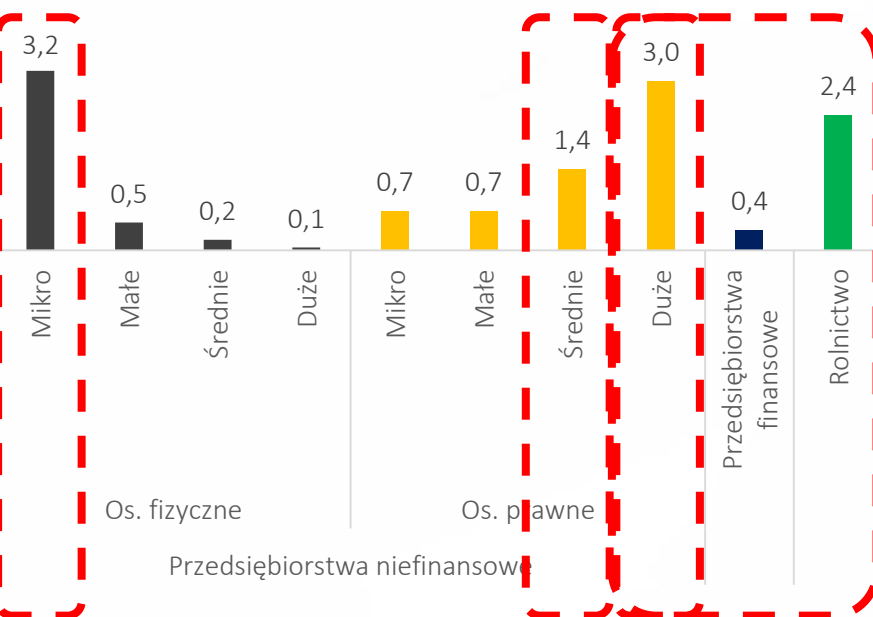 3,2
0,5
0,2
0,1
0,7
0,7
1,4
3,0
0,4
2,4
Mikro
Małe
Średnie
Duże
Mikro
Małe
Średnie
Duże
Przedsiębiorstwa
finansowe
Rolnictwo
Os. fizyczne
Os. prawne
Przedsiębiorstwa niefinansowe